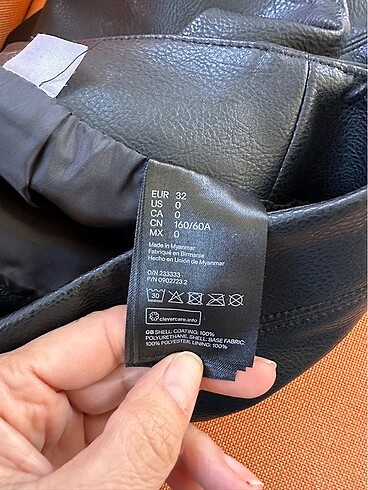 EUR 32
US 0
CA 0
CN 160/60A
MX 0
Made in Myanmar
Fabriqué en Birmanie
Hecho en Unión de Myanmar
O/N 233333
P/N 0902723.2
30
clevercare.info
GB SHELL: COATING: 100%
POLYURETHANE. SHELL: BASE FABRIC:
100% POLYESTER. LINING: 100%